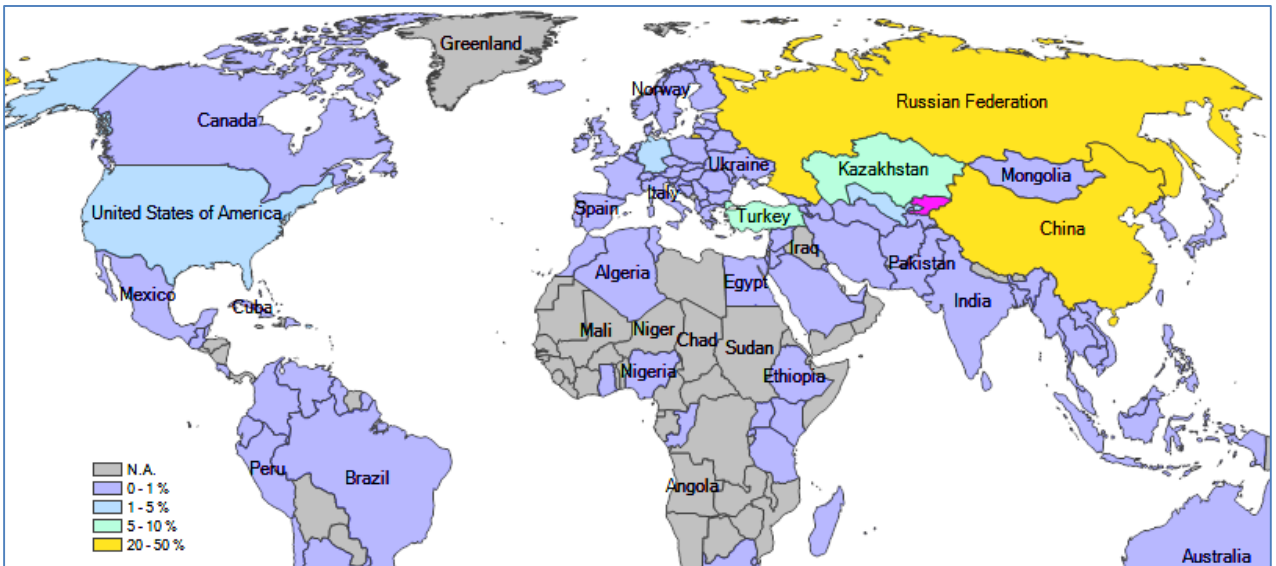 Greenland
Norway
Russian Federation
Canada
Ukraine
Kazakhstan
Mongolia
Italy
United States of America
Spain
Turkey
China
Iraq
Algeria
Egypt
Pakistan
Mexico
Cuba
India
Mali
Niger
Chad
Sudan
Nigeria
Ethiopia
Peru
Brazil
Angola
Australia
N.A.
0 - 1 %
1 - 5 %
5 - 10 %
20 - 50 %